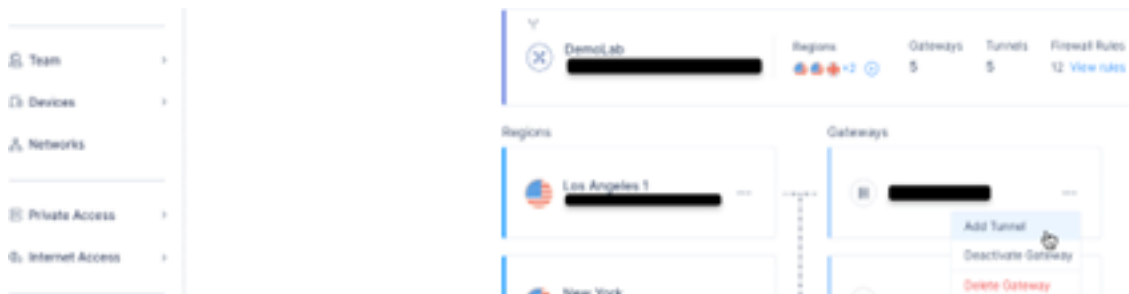 Team
Devices
Networks
Private Access
Internet Access
DemoLab
Regions
+2
Gateways
5
Tunnels
5
Firewall Rules
12 View rules
Regions
Los Angeles 1
New York
Gateways
Add Tunnel
Deactivate Gateway
Delete Gateway